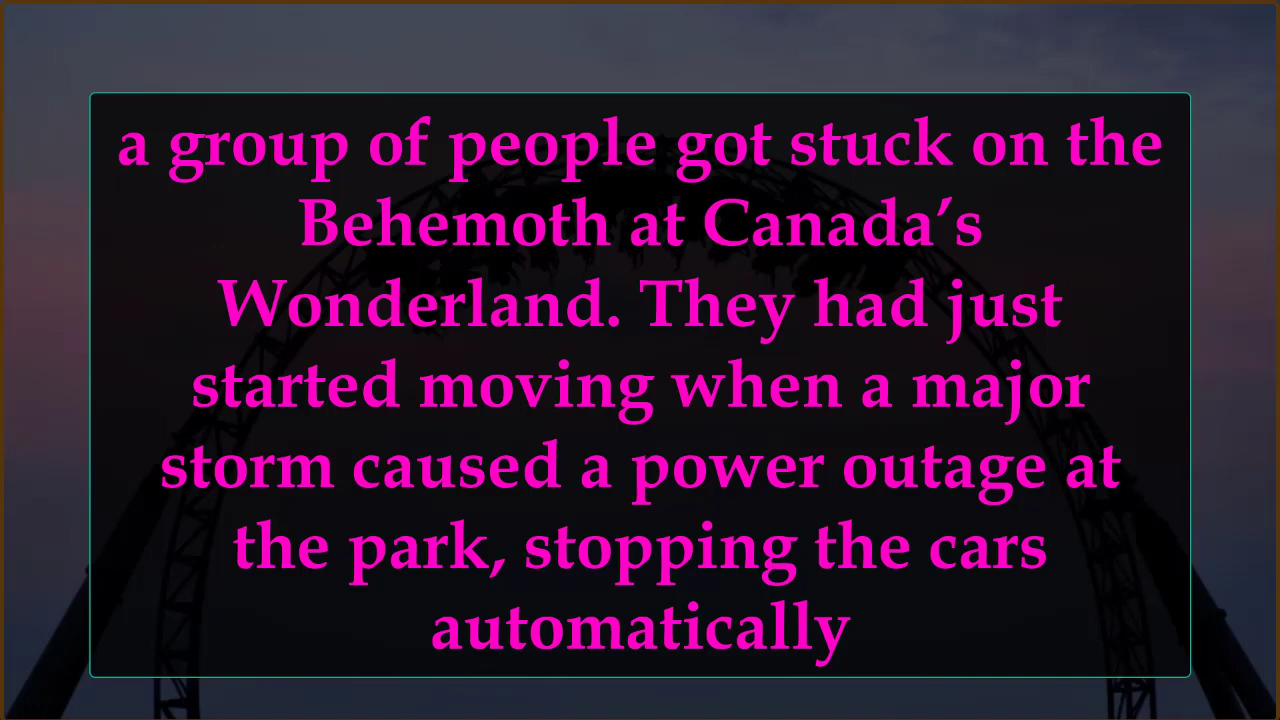 a group of people got stuck on the
Behemoth at Canada’s
Wonderland. They had just
started moving when a major
storm caused a power outage at
the park, stopping the cars
automatically